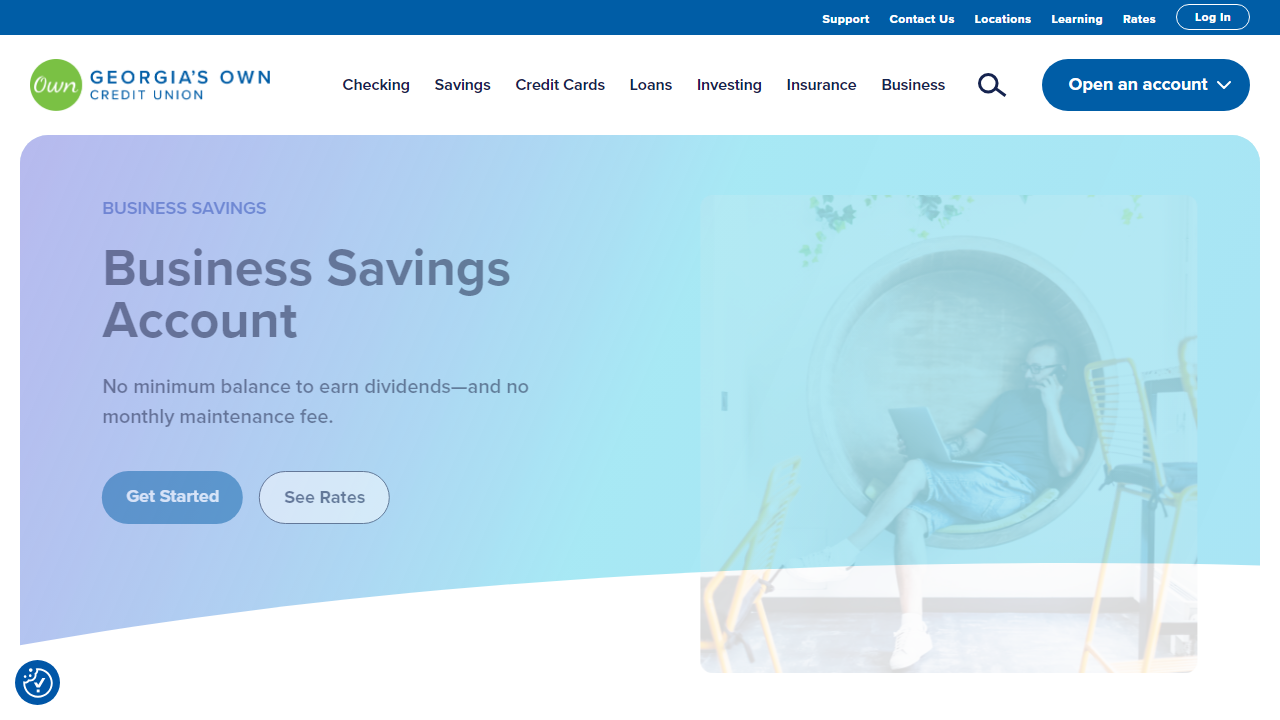 Support Contact Us Locations Learning Rates Log In
Own GEORGIA'S OWN
CREDIT UNION
Checking Savings Credit Cards Loans Investing Insurance Business Open an account
BUSINESS SAVINGS
Business Savings
Account
No minimum balance to earn dividends—and no
monthly maintenance fee.
Get Started See Rates